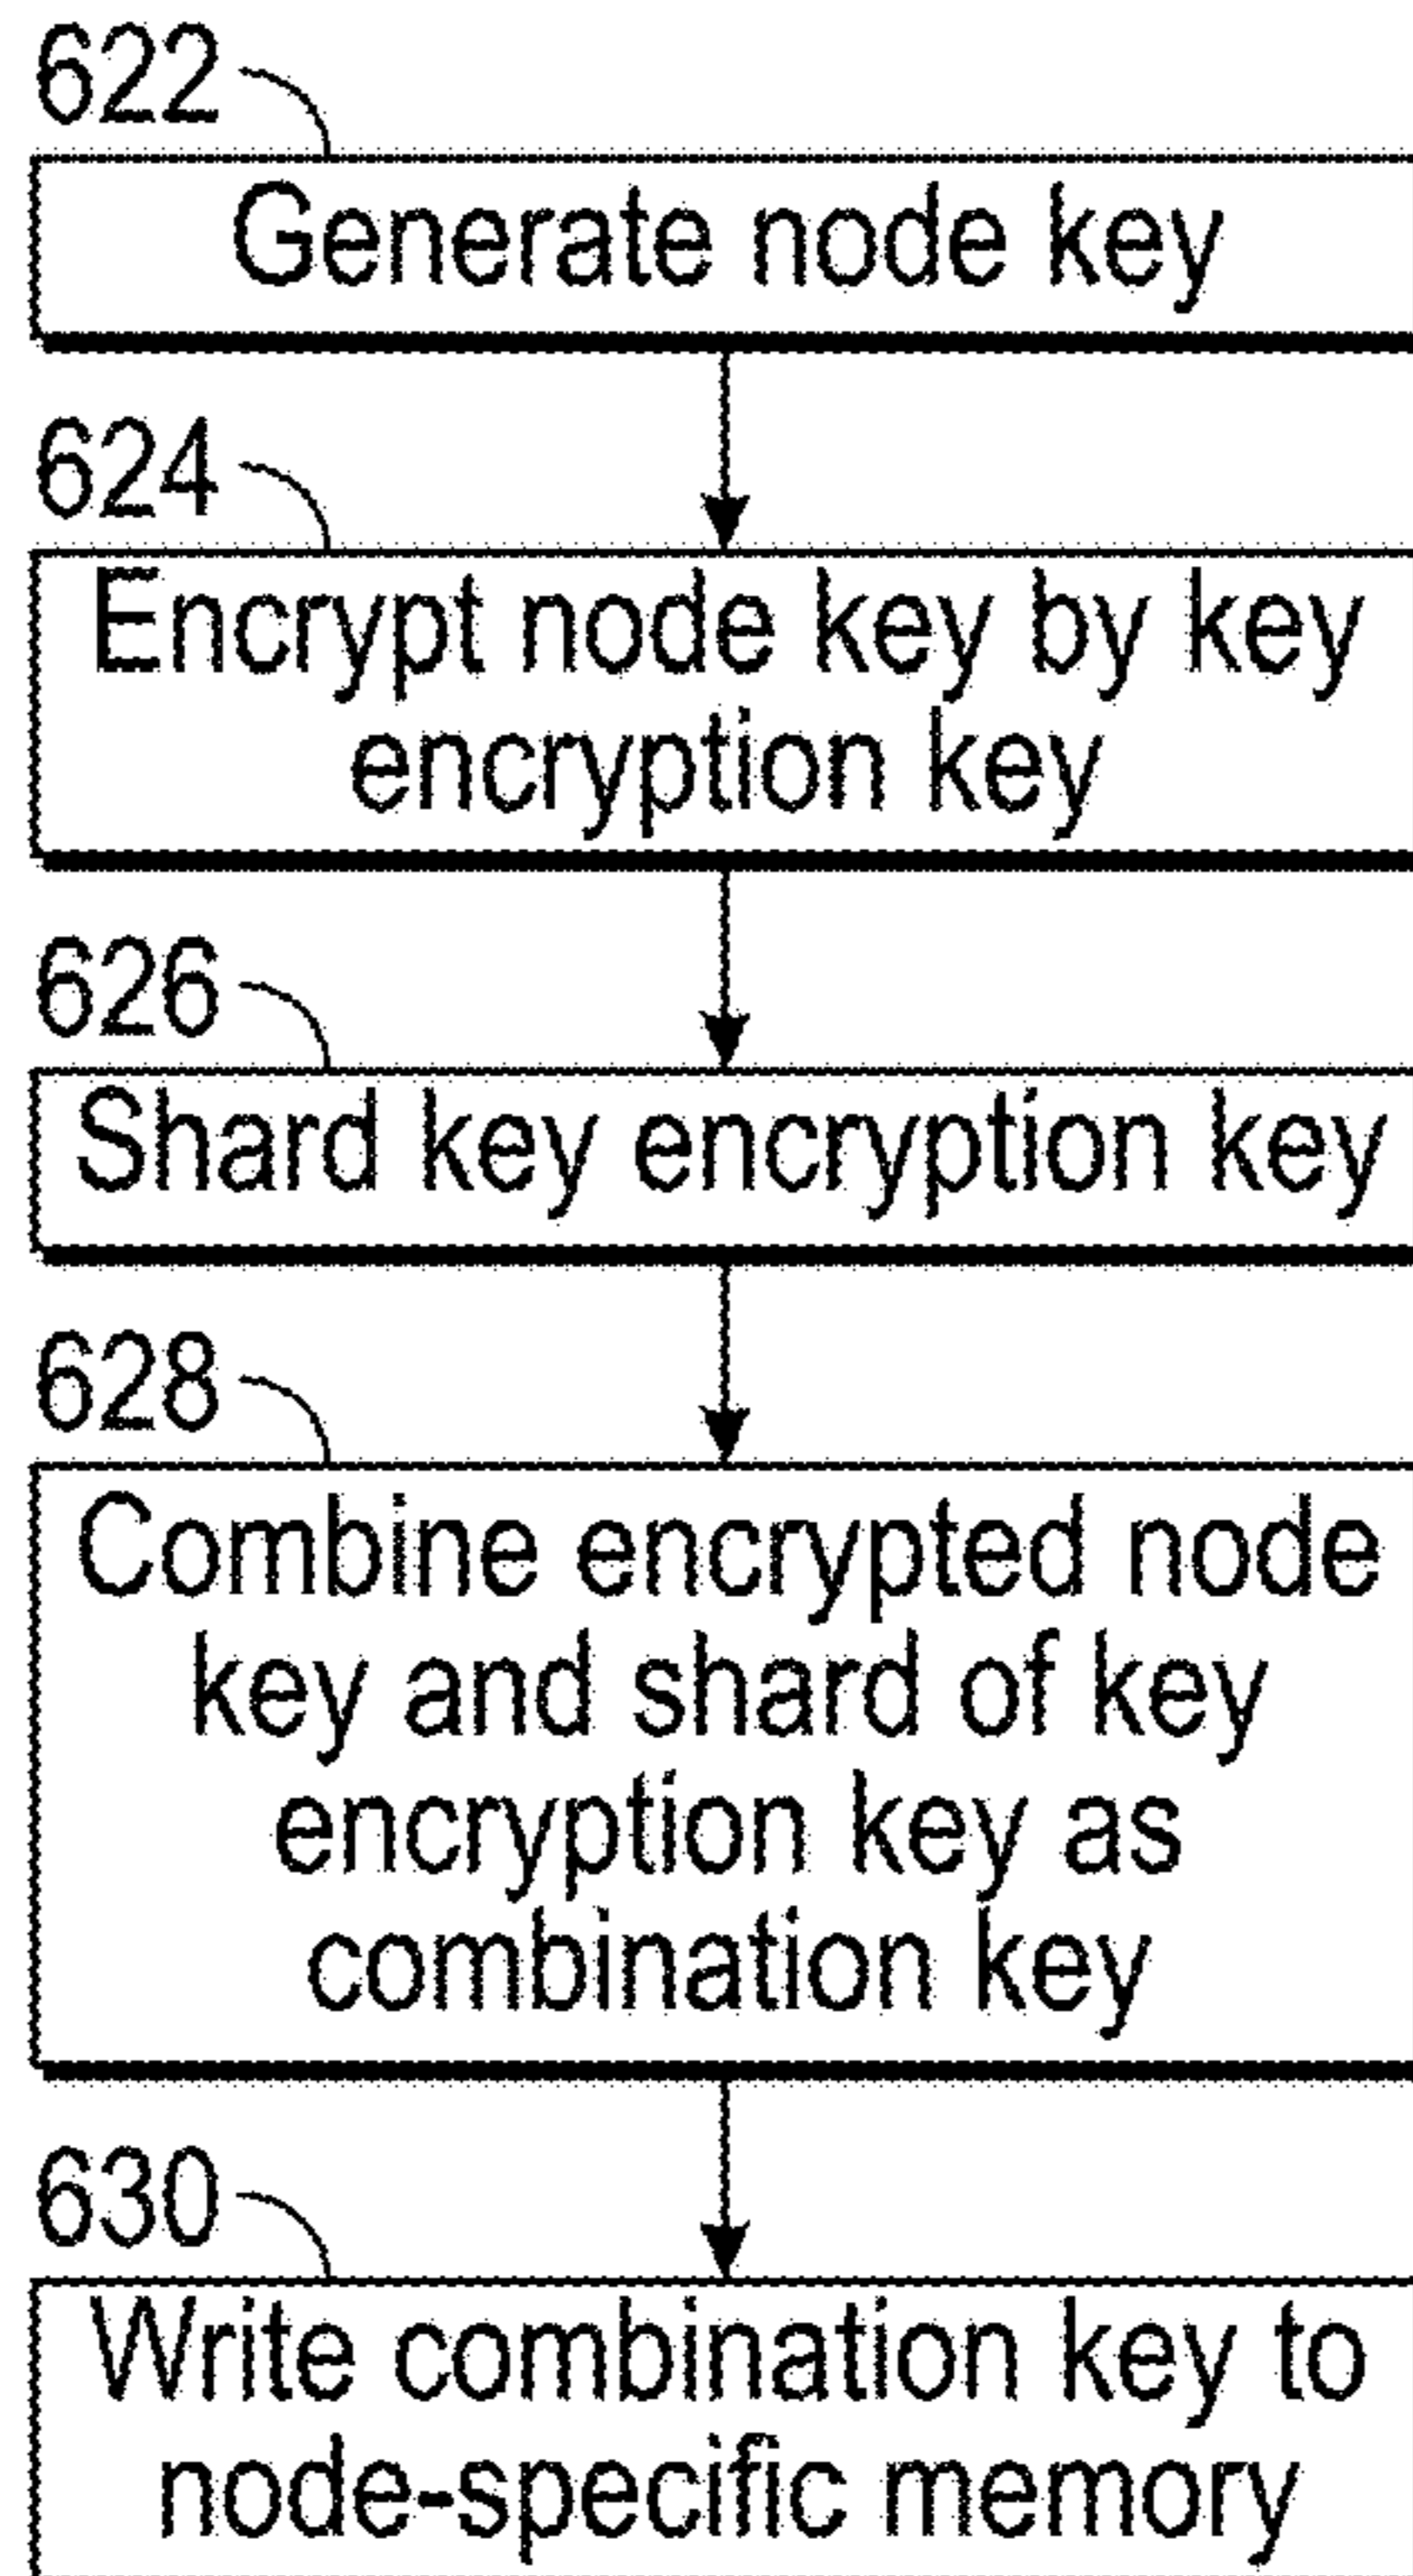 622
Generate node key
624
Encrypt node key by key
encryption key
626
Shard key encryption key
628
Combine encrypted node
key and shard of key
encryption key as
combination key
630
Write combination key to
node-specific memory